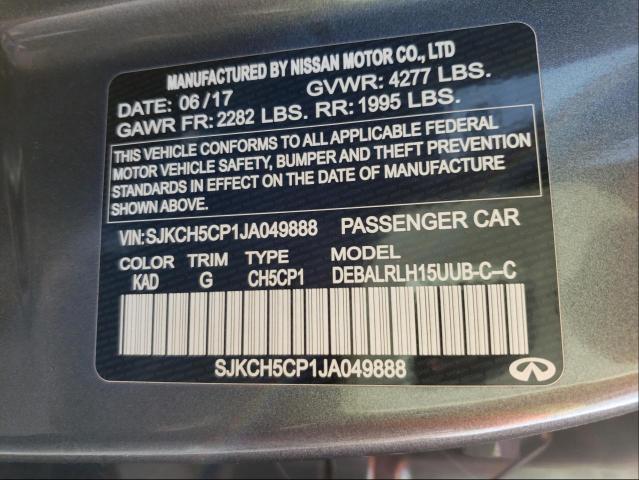 MANUFACTURED BY NISSAN MOTOR CO., LTD
DATE: 06/17 GVWR: 4277 LBS.
GAWR FR: 2282 LBS. RR: 1995 LBS.
THIS VEHICLE CONFORMS TO ALL APPLICABLE FEDERAL
MOTOR VEHICLE SAFETY, BUMPER AND THEFT PREVENTION
STANDARDS IN EFFECT ON THE DATE OF MANUFACTURE
SHOWN ABOVE.
VIN:SJKCH5CP1JA049888 PASSENGER CAR
COLOR TRIM TYPE MODEL
KAD G CH5CP1 DEBALRLH15UUB-C-C
SJKCH5CP1JA049888